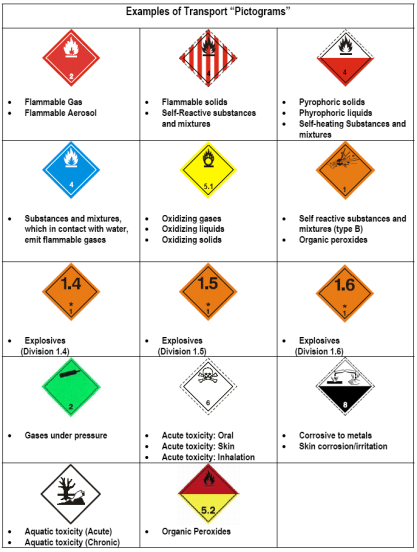 Examples of Transport “Pictograms”
2
• Flammable Gas
• Flammable Aerosol
4
• Flammable solids
• Self-Reactive substances
and mixtures
4
• Pyrophoric solids
• Phyrophoric liquids
• Self-heating Substances and
mixtures
4
• Substances and mixtures,
which in contact with water,
emit flammable gases
5.1
• Oxidizing gases
• Oxidizing liquids
• Oxidizing solids
1
• Self reactive substances and
mixtures (type B)
• Organic peroxides
1.4
*
1
• Explosives
(Division 1.4)
1.5
*
1
• Explosives
(Division 1.5)
1.6
*
1
• Explosives
(Division 1.6)
2
• Gases under pressure
6
• Acute toxicity: Oral
• Acute toxicity: Skin
• Acute toxicity: Inhalation
8
• Corrosive to metals
• Skin corrosion/irritation
• Aquatic toxicity (Acute)
• Aquatic toxicity (Chronic)
5.2
• Organic Peroxides